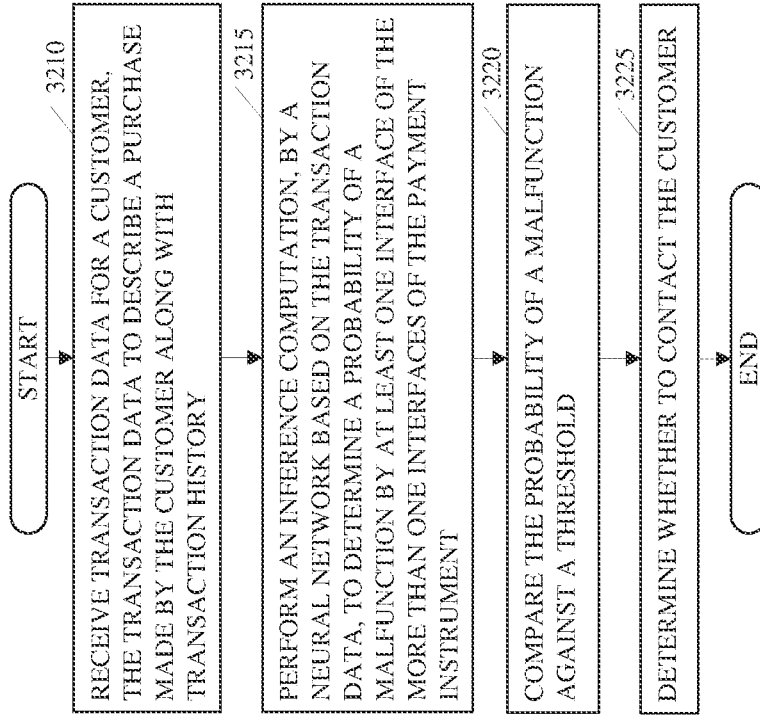 START
3210
RECEIVE TRANSACTION DATA FOR A CUSTOMER,
THE TRANSACTION DATA TO DESCRIBE A PURCHASE
MADE BY THE CUSTOMER ALONG WITH
TRANSACTION HISTORY
3215
PERFORM AN INFERENCE COMPUTATION, BY A
NEURAL NETWORK BASED ON THE TRANSACTION
DATA, TO DETERMINE A PROBABILITY OF A
MALFUNCTION BY AT LEAST ONE INTERFACE OF THE
MORE THAN ONE INTERFACES OF THE PAYMENT
INSTRUMENT
3220
COMPARE THE PROBABILITY OF A MALFUNCTION
AGAINST A THRESHOLD
3225
DETERMINE WHETHER TO CONTACT THE CUSTOMER
END